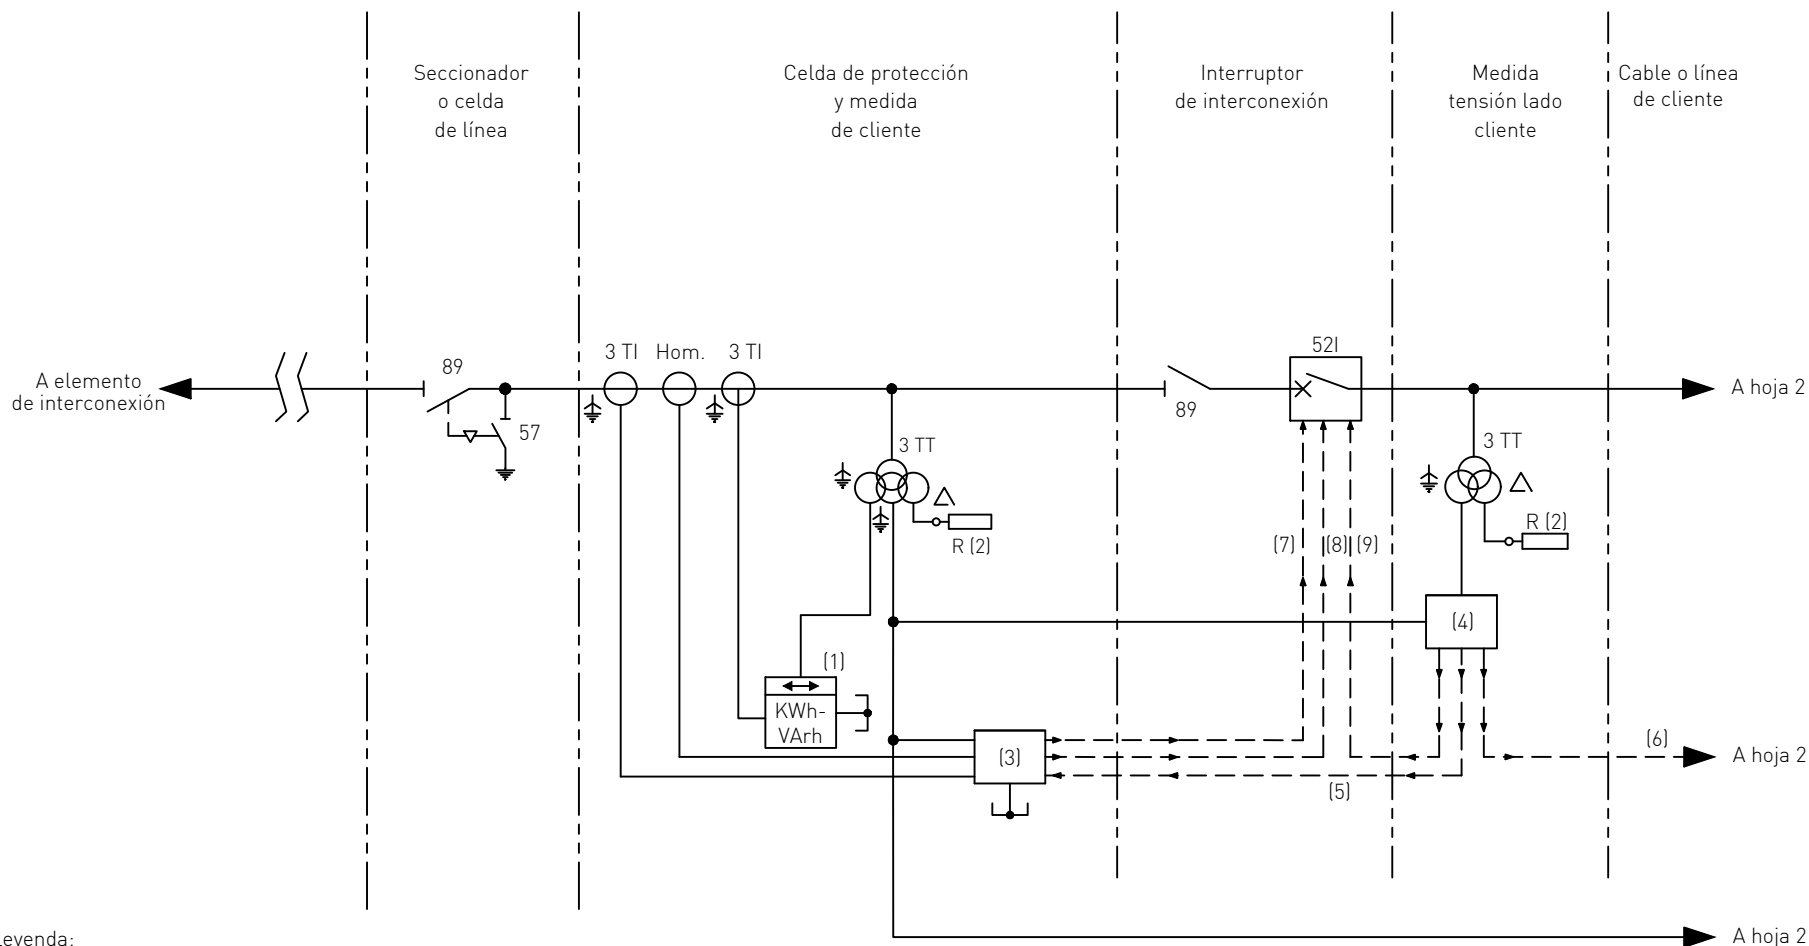 Seccionador
o celda
de línea
Celda de protección
y medida
de cliente
Interruptor
de interconexión
Medida
tensión lado
cliente
Cable o línea
de cliente
A elemento
de interconexión
89
57
3 TI
Hom.
3 TI
89
52I
A hoja 2
3 TT
R (2)
3 TT
R (2)
(7)
(8)
(9)
(4)
(1)
KWh-
VArh
(3)
(5)
(6)
A hoja 2
A hoja 2
Leyenda: